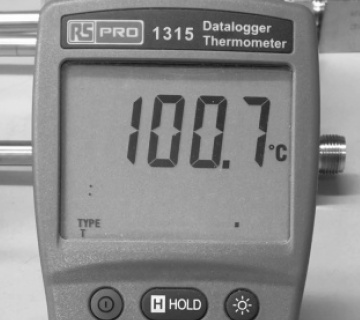 RS PRO 1315 Datalogger
Thermometer
100.7 °C
:
TYPE
T
H HOLD